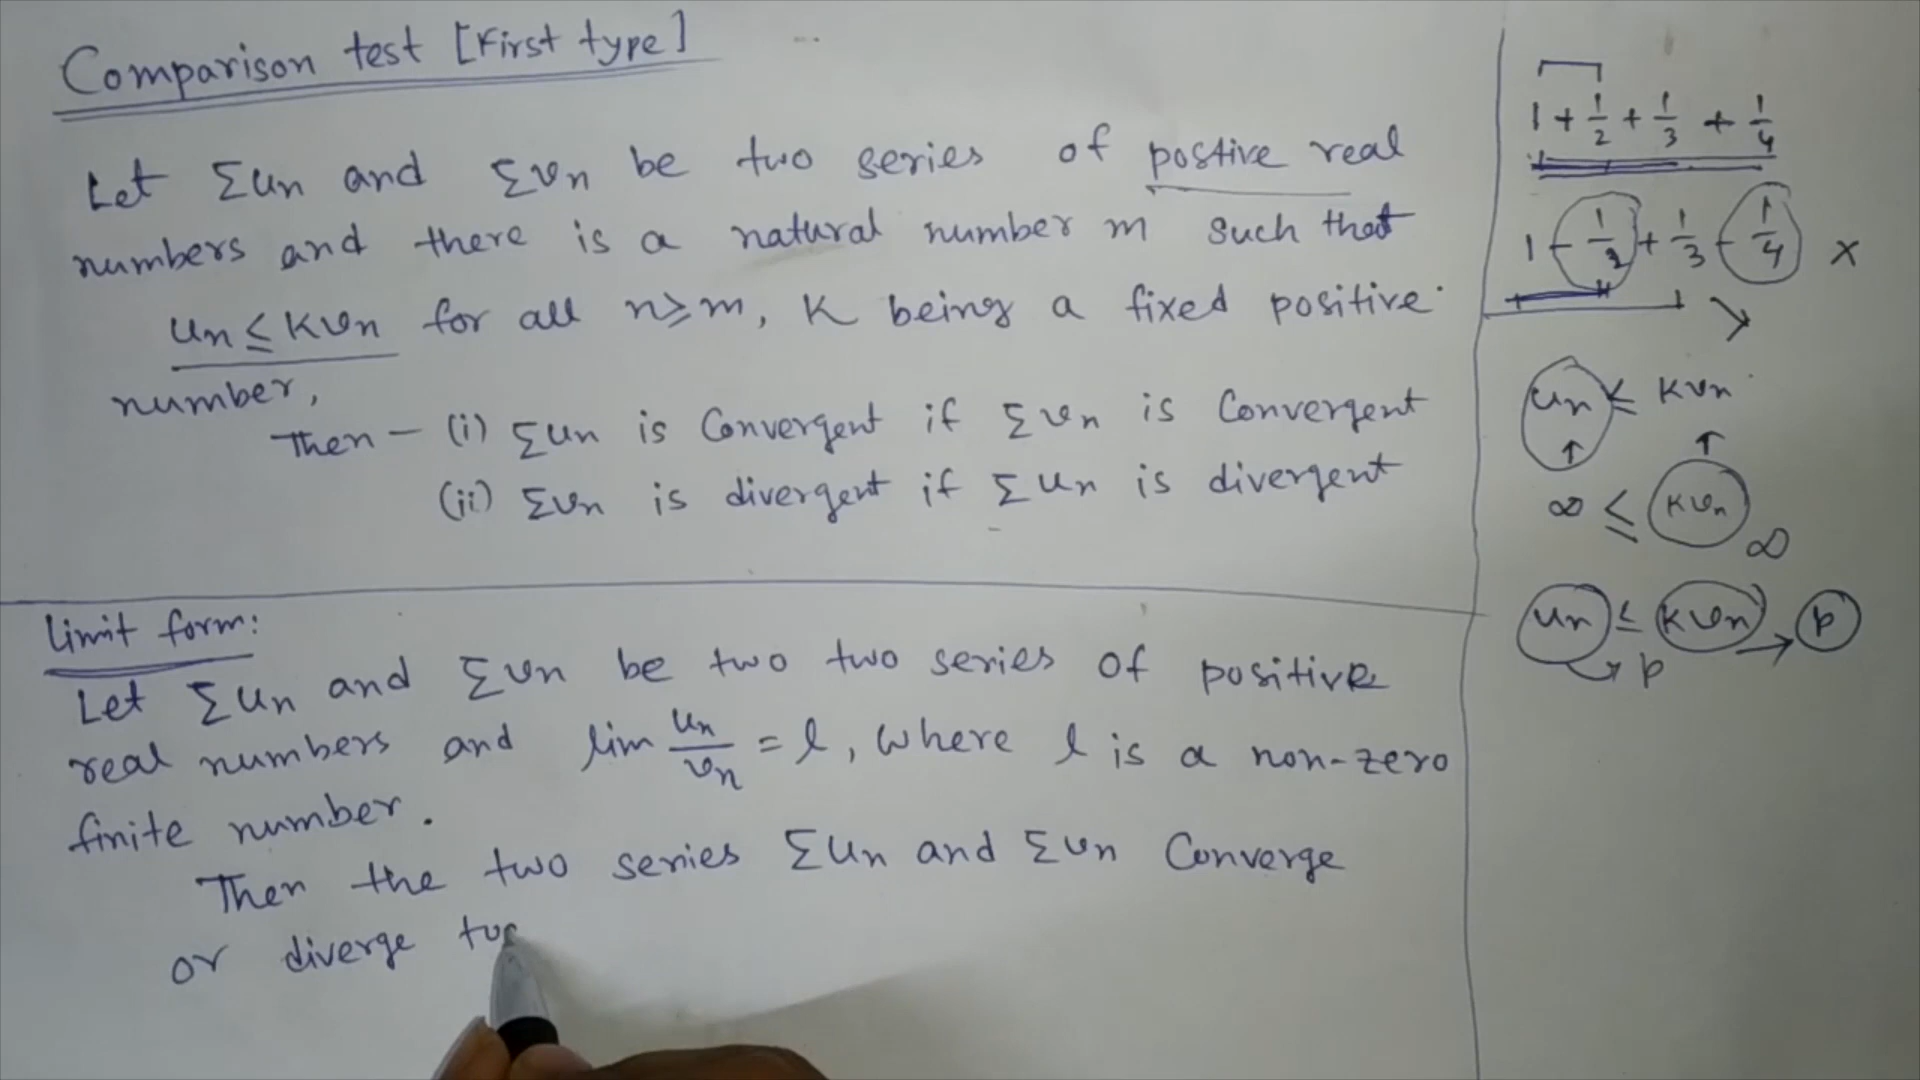 Comparison test [First type]
Let Σun and Σvn be two series of postive real
numbers and there is a natural number m such that
un ≤ kvn for all n ≥ m, K being a fixed positive
number,
Then - (i) Σun is Convergent if Σvn is Convergent
(ii) Σvn is divergent if Σun is divergent
Limit form:
Let Σun and Σvn be two two series of positive
real numbers and lim un/vn = l, where l is a non-zero
finite number.
Then the two series Σun and Σvn Converge
or diverge
1 + 1/2 + 1/3 + 1/4
1 - 1/2 + 1/3 - 1/4 ×
un ≤ kvn
↑ ↑
∞ ≤ kvn
∞
un ≤ kvn → p
p